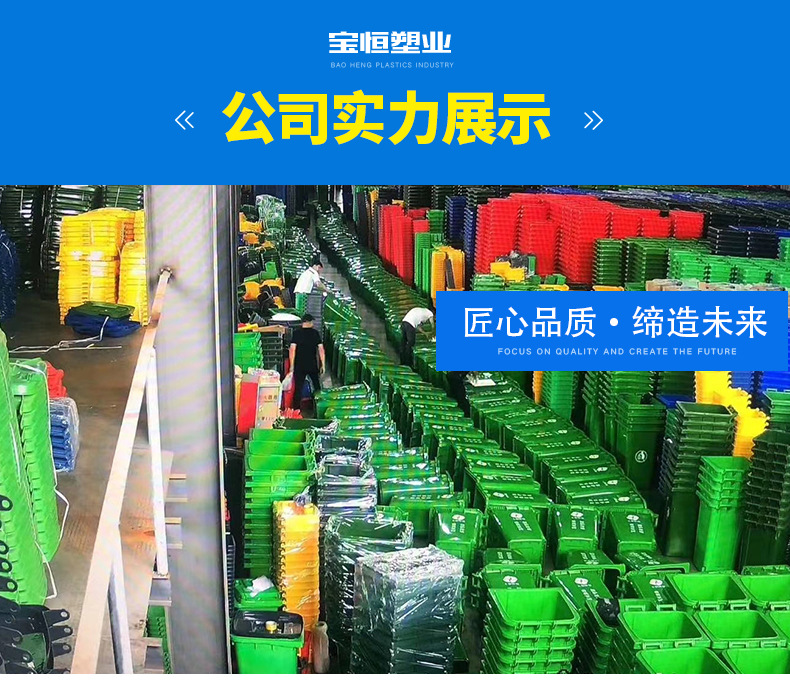 宝恒塑业
BAO HENG PLASTICS INDUSTRY
公司实力展示
匠心品质·缔造未来
FOCUS ON QUALITY AND CREATE THE FUTURE